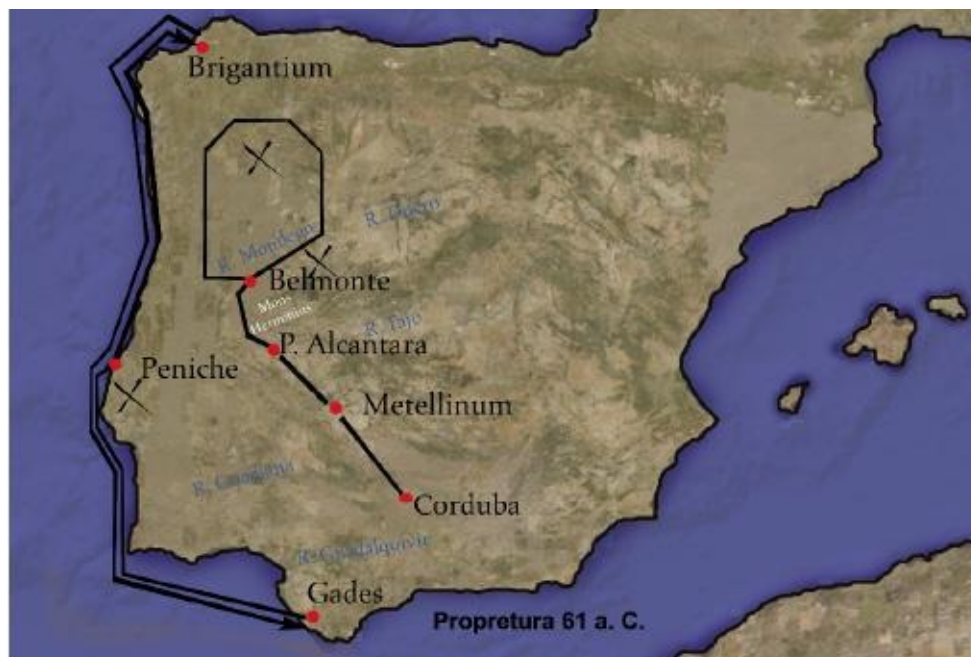 Brigantium
R. Duero
R. Mondego
Belmonte
Mons
Herminius
R. Tajo
P. Alcantara
Peniche
Metellinum
R. Guadiana
Corduba
R. Guadalquivir
Gades
Propretura 61 a. C.